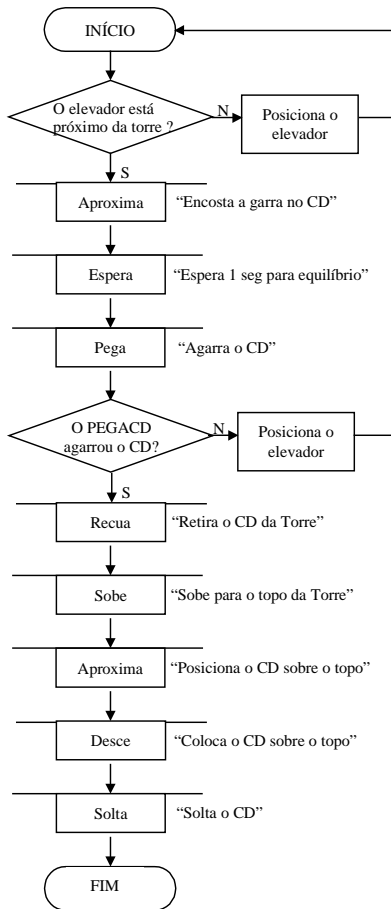 INÍCIO
O elevador está
próximo da torre ?
N
Posiciona o
elevador
S
Aproxima
“Encosta a garra no CD”
Espera
“Espera 1 seg para equilíbrio”
Pega
“Agarra o CD”
O PEGACD
agarrou o CD?
N
Posiciona o
elevador
S
Recua
“Retira o CD da Torre”
Sobe
“Sobe para o topo da Torre”
Aproxima
“Posiciona o CD sobre o topo”
Desce
“Coloca o CD sobre o topo”
Solta
“Solta o CD”
FIM